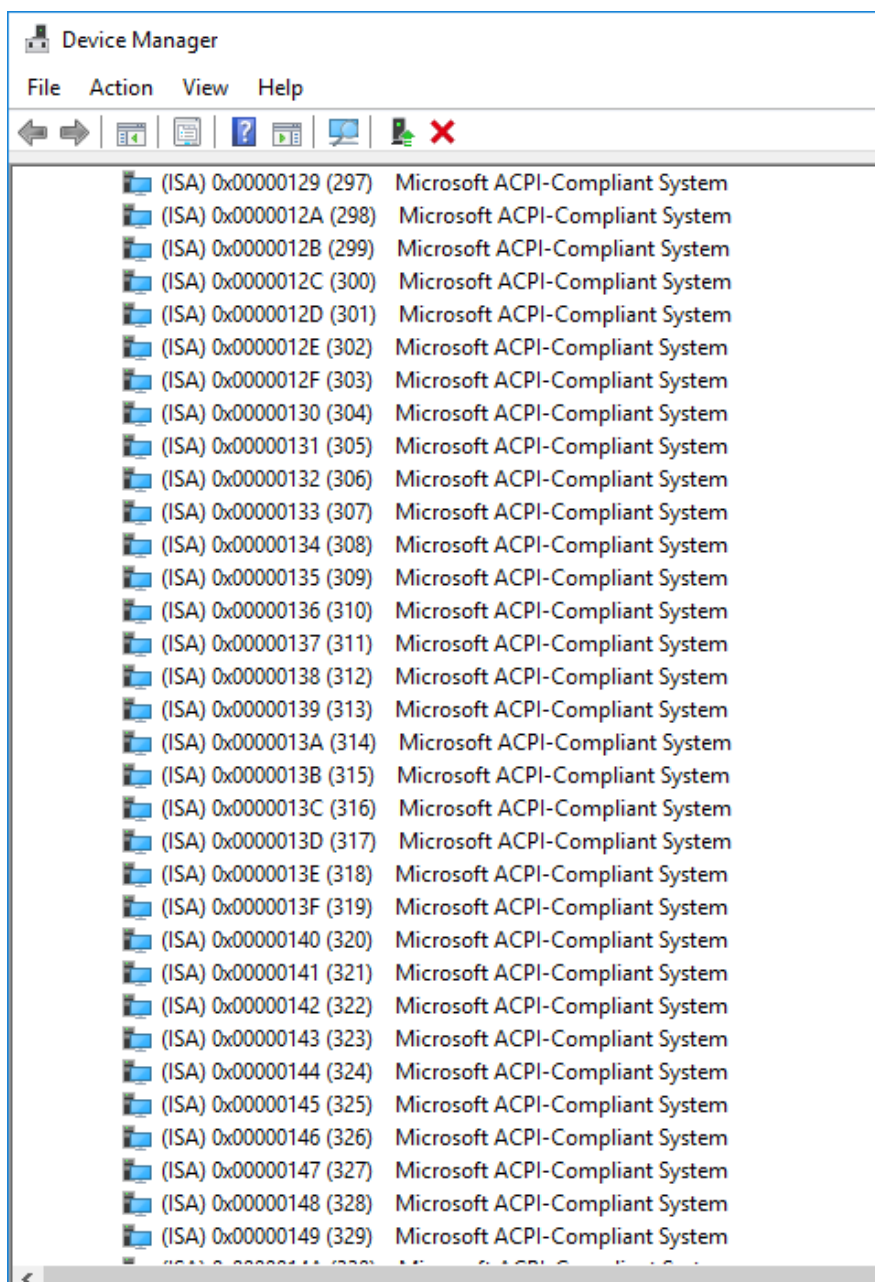 Device Manager
File Action View Help
(ISA) 0x00000129 (297) Microsoft ACPI-Compliant System
(ISA) 0x0000012A (298) Microsoft ACPI-Compliant System
(ISA) 0x0000012B (299) Microsoft ACPI-Compliant System
(ISA) 0x0000012C (300) Microsoft ACPI-Compliant System
(ISA) 0x0000012D (301) Microsoft ACPI-Compliant System
(ISA) 0x0000012E (302) Microsoft ACPI-Compliant System
(ISA) 0x0000012F (303) Microsoft ACPI-Compliant System
(ISA) 0x00000130 (304) Microsoft ACPI-Compliant System
(ISA) 0x00000131 (305) Microsoft ACPI-Compliant System
(ISA) 0x00000132 (306) Microsoft ACPI-Compliant System
(ISA) 0x00000133 (307) Microsoft ACPI-Compliant System
(ISA) 0x00000134 (308) Microsoft ACPI-Compliant System
(ISA) 0x00000135 (309) Microsoft ACPI-Compliant System
(ISA) 0x00000136 (310) Microsoft ACPI-Compliant System
(ISA) 0x00000137 (311) Microsoft ACPI-Compliant System
(ISA) 0x00000138 (312) Microsoft ACPI-Compliant System
(ISA) 0x00000139 (313) Microsoft ACPI-Compliant System
(ISA) 0x0000013A (314) Microsoft ACPI-Compliant System
(ISA) 0x0000013B (315) Microsoft ACPI-Compliant System
(ISA) 0x0000013C (316) Microsoft ACPI-Compliant System
(ISA) 0x0000013D (317) Microsoft ACPI-Compliant System
(ISA) 0x0000013E (318) Microsoft ACPI-Compliant System
(ISA) 0x0000013F (319) Microsoft ACPI-Compliant System
(ISA) 0x00000140 (320) Microsoft ACPI-Compliant System
(ISA) 0x00000141 (321) Microsoft ACPI-Compliant System
(ISA) 0x00000142 (322) Microsoft ACPI-Compliant System
(ISA) 0x00000143 (323) Microsoft ACPI-Compliant System
(ISA) 0x00000144 (324) Microsoft ACPI-Compliant System
(ISA) 0x00000145 (325) Microsoft ACPI-Compliant System
(ISA) 0x00000146 (326) Microsoft ACPI-Compliant System
(ISA) 0x00000147 (327) Microsoft ACPI-Compliant System
(ISA) 0x00000148 (328) Microsoft ACPI-Compliant System
(ISA) 0x00000149 (329) Microsoft ACPI-Compliant System